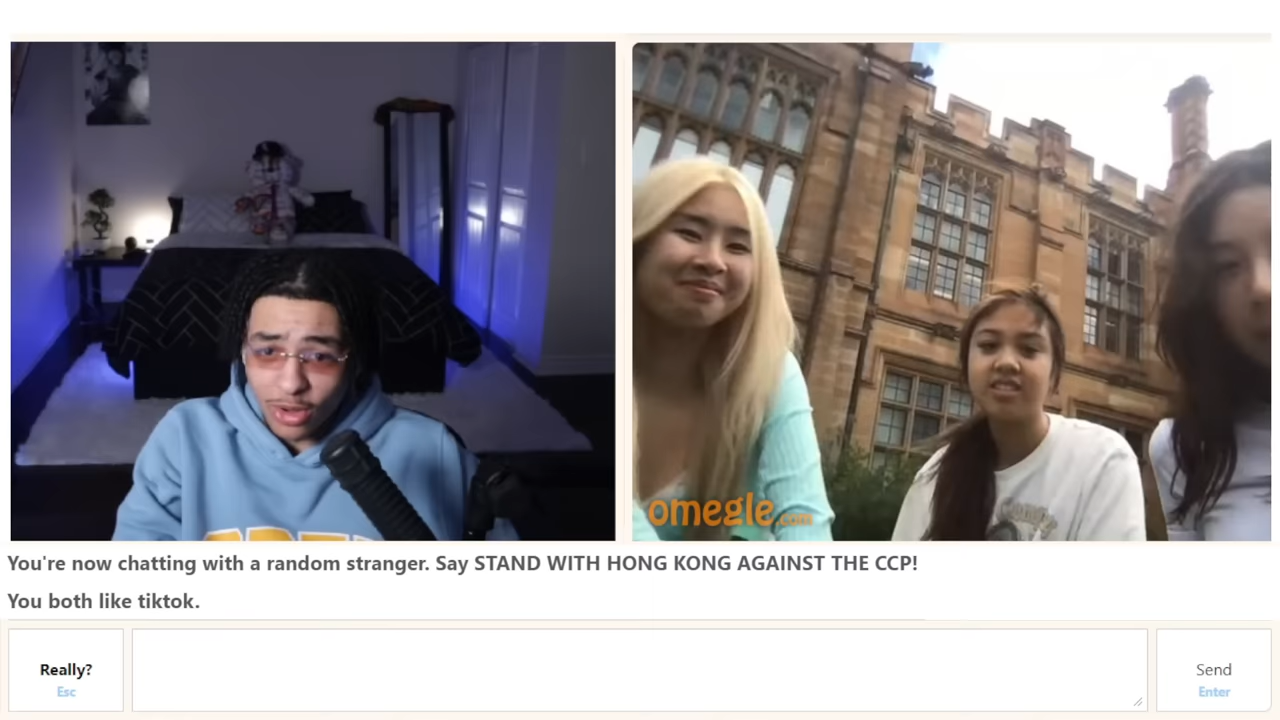 omegle.com
You're now chatting with a random stranger. Say STAND WITH HONG KONG AGAINST THE CCP!
You both like tiktok.
Really?
Esc
Send
Enter